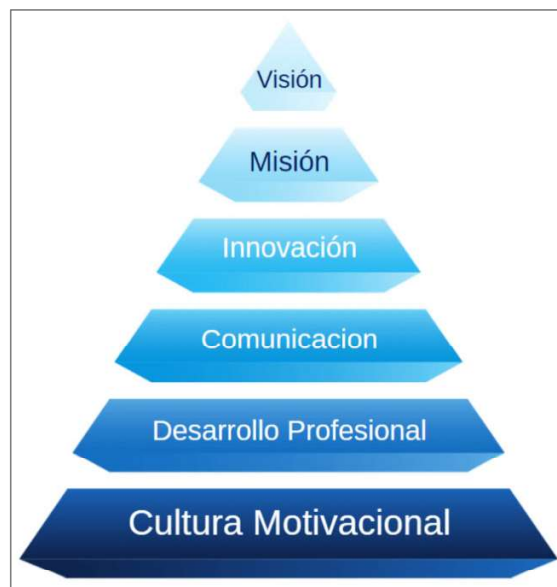 Visión
Misión
Innovación
Comunicacion
Desarrollo Profesional
Cultura Motivacional